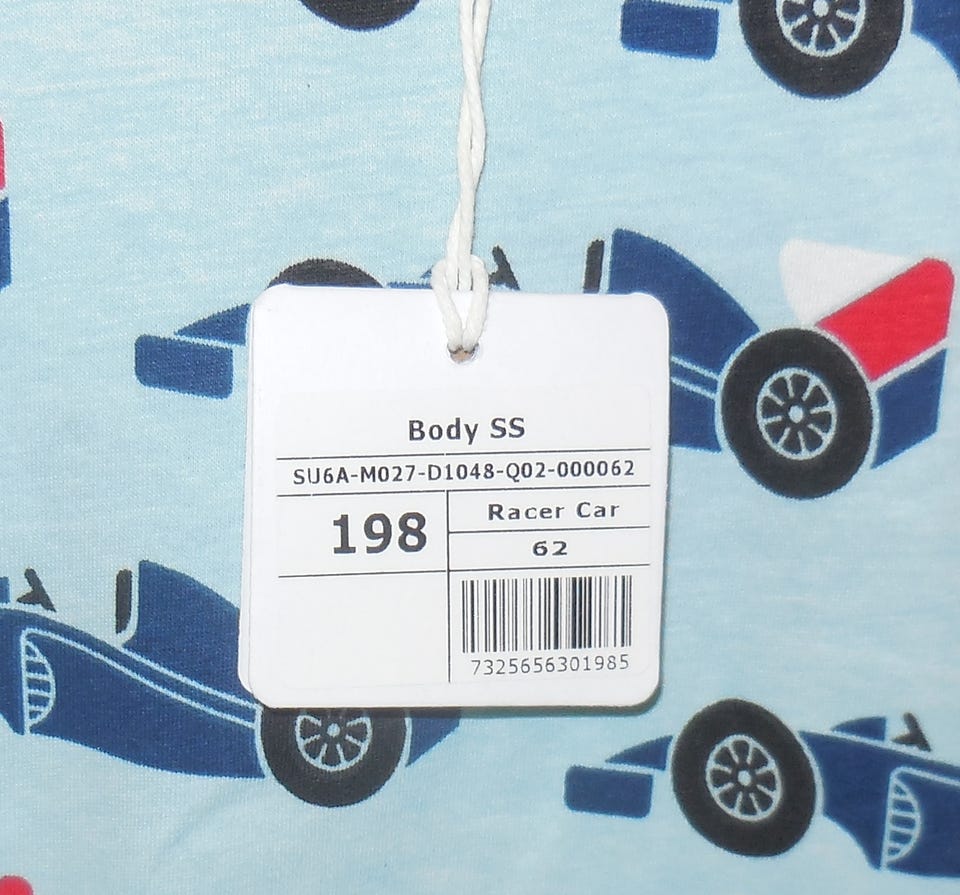 Body SS
SU6A-M027-D1048-Q02-000062
198
Racer Car
62
7325656301985